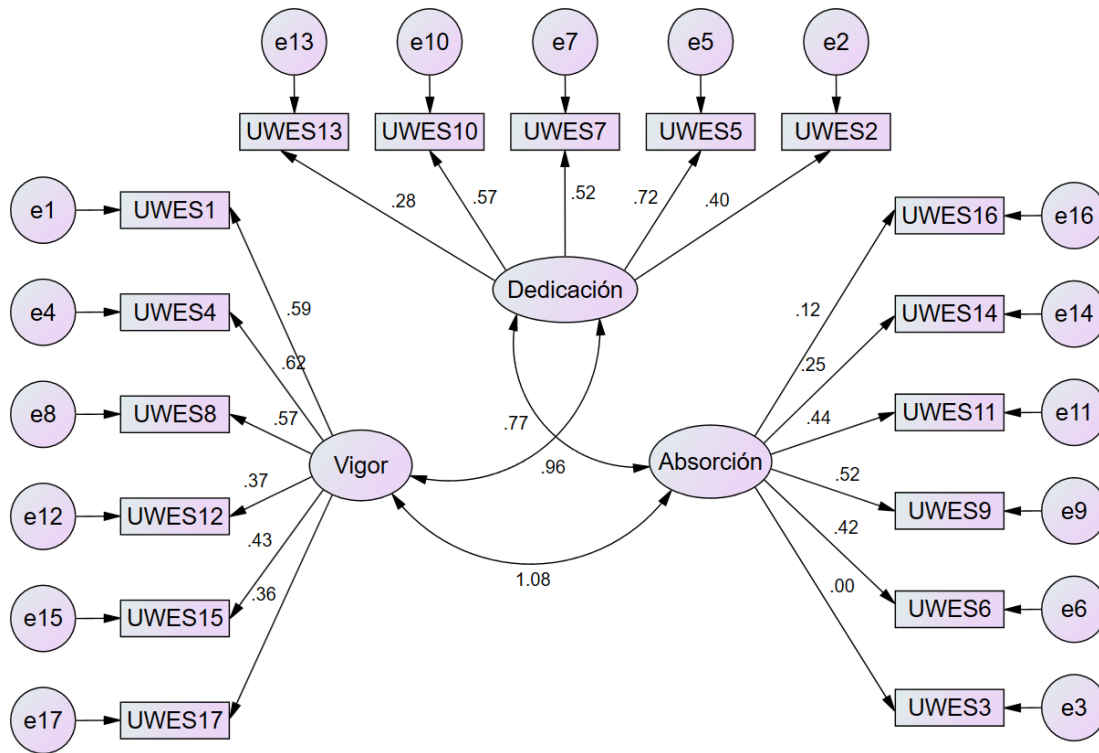 e13 e10 e7 e5 e2
UWES13 UWES10 UWES7 UWES5 UWES2
.28 .57 .52 .72 .40
Dedicación
e1 UWES1
e4 UWES4
e8 UWES8
e12 UWES12
e15 UWES15
e17 UWES17
.59
.62
.57
.37
.43
.36
Vigor
.77
.96
1.08
Absorción
.12
.25
.44
.52
.42
.00
UWES16 e16
UWES14 e14
UWES11 e11
UWES9 e9
UWES6 e6
UWES3 e3